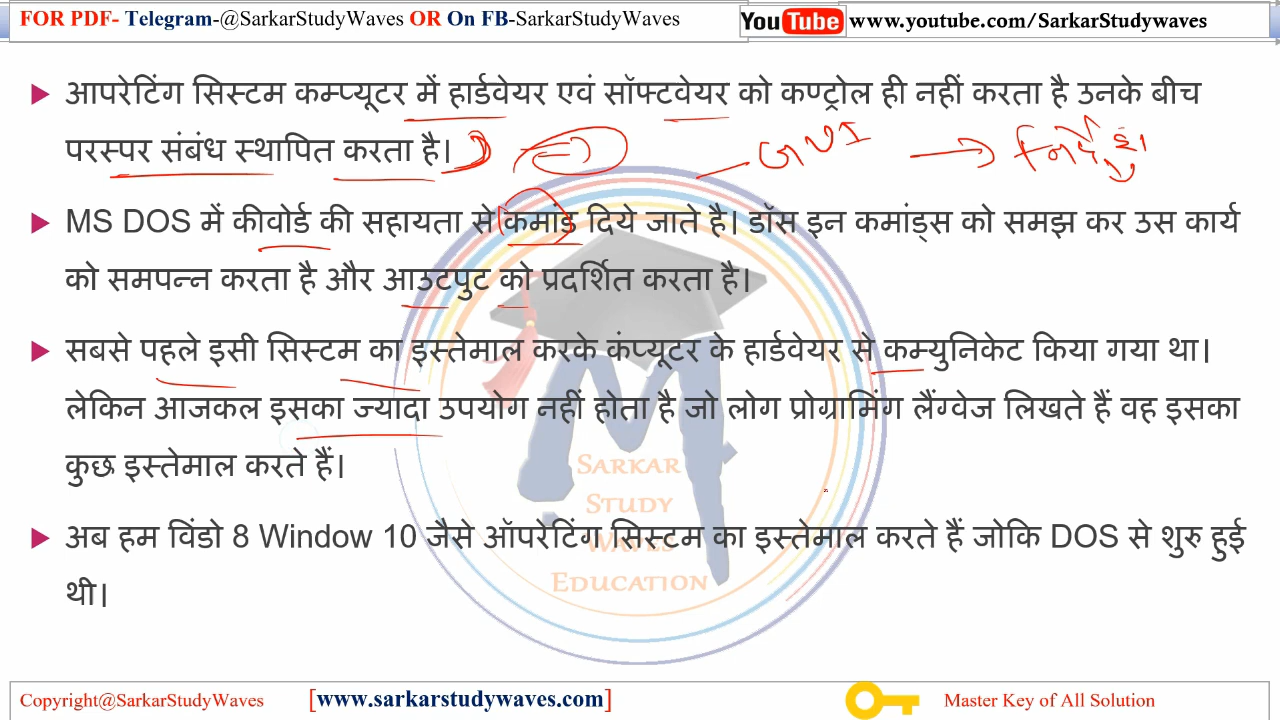 FOR PDF- Telegram-@SarkarStudyWaves OR On FB-SarkarStudyWaves
YouTube www.youtube.com/SarkarStudywaves
आपरेटिंग सिस्टम कम्प्यूटर में हार्डवेयर एवं सॉफ्टवेयर को कण्ट्रोल ही नहीं करता है उनके बीच
परस्पर संबंध स्थापित करता है।
MS DOS में कीवोर्ड की सहायता से कमांड दिये जाते है। डॉस इन कमांड्स को समझ कर उस कार्य
को समपन्न करता है और आउटपुट को प्रदर्शित करता है।
सबसे पहले इसी सिस्टम का इस्तेमाल करके कंप्यूटर के हार्डवेयर से कम्युनिकेट किया गया था।
लेकिन आजकल इसका ज्यादा उपयोग नहीं होता है जो लोग प्रोग्रामिंग लैंग्वेज लिखते हैं वह इसका
कुछ इस्तेमाल करते हैं।
SARKAR
STUDY
WAVES
EDUCATION
अब हम विंडो 8 Window 10 जैसे ऑपरेटिंग सिस्टम का इस्तेमाल करते हैं जोकि DOS से शुरु हुई
थी।
Copyright@SarkarStudyWaves
[www.sarkarstudywaves.com]
Master Key of All Solution